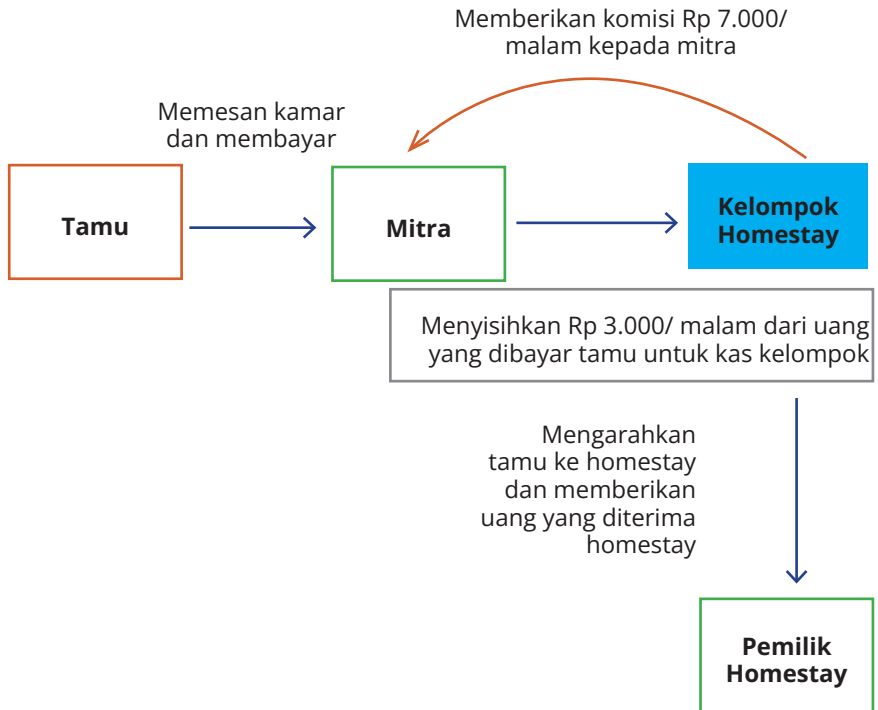 Memberikan komisi Rp 7.000/
malam kepada mitra
Memesan kamar
dan membayar
Tamu
Mitra
Kelompok
Homestay
Menyisihkan Rp 3.000/ malam dari uang
yang dibayar tamu untuk kas kelompok
Mengarahkan
tamu ke homestay
dan memberikan
uang yang diterima
homestay
Pemilik
Homestay